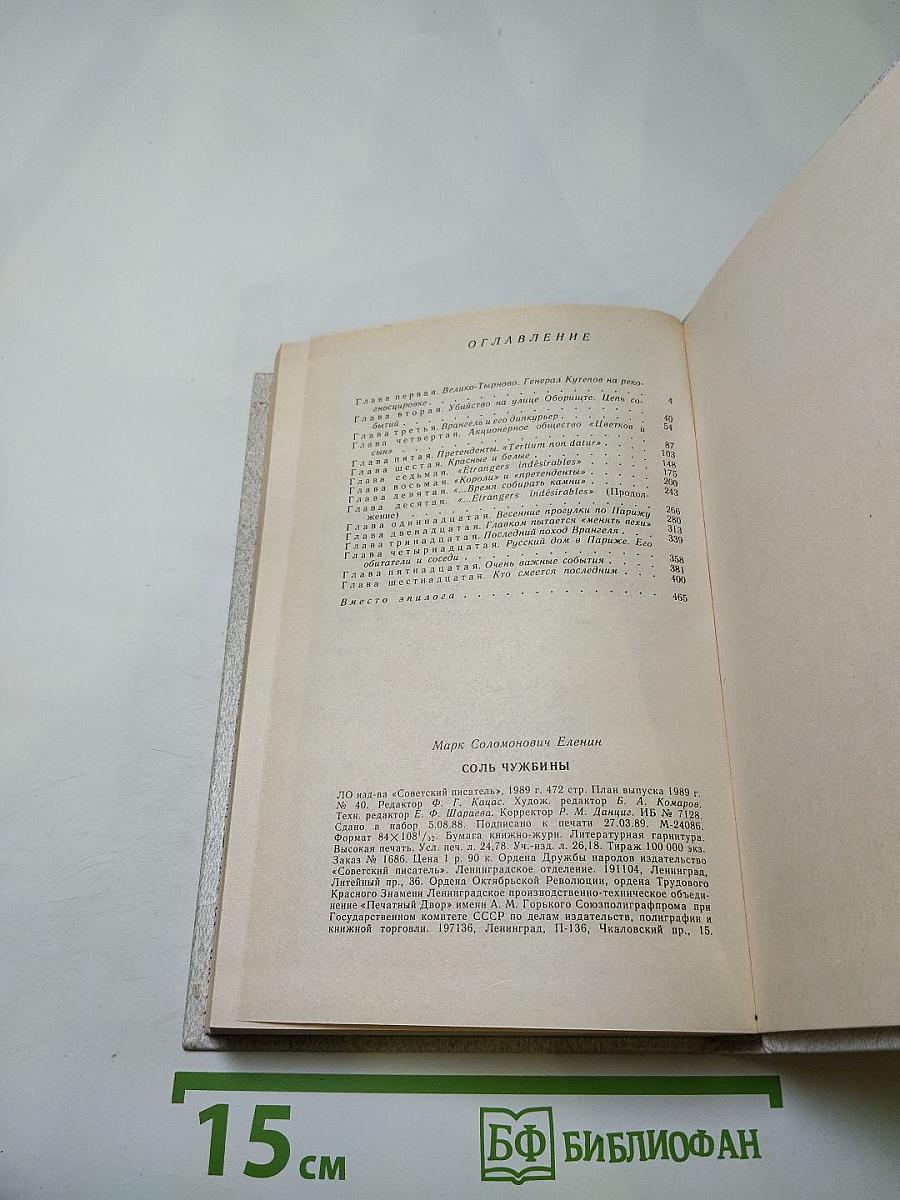 ОГЛАВЛЕНИЕ
Глава первая. Велико-Тырново. Генерал Кутепов на реко-
гносцировке . . . . . . . . . . . . . 4
Глава вторая. Убийство на улице Оборище. Цепь со-
бытий . . . . . . . . . . . . . . 40
Глава третья. Врангель и его дипкурьер . . . . . 54
Глава четвертая. Акционерное общество «Цветков и
сын» . . . . . . . . . . . . . . 87
Глава пятая. Претенденты. «Tertium non datur» . . . 103
Глава шестая. Красные и белые . . . . . . . 148
Глава седьмая. «Étrangers indésirables» . . . . . 175
Глава восьмая. «Короли» и «претенденты» . . . . 200
Глава девятая. «...Время собирать камни» . . . . 243
Глава десятая. «...Étrangers indésirables» (Продол-
жение) . . . . . . . . . . . . . 266
Глава одиннадцатая. Весенние прогулки по Парижу 280
Глава двенадцатая. Главком пытается «менять вехи» 313
Глава тринадцатая. Последний поход Врангеля . . . 339
Глава четырнадцатая. Русский дом в Париже. Его
обитатели и соседи . . . . . . . . . . 358
Глава пятнадцатая. Очень важные события . . . . 381
Глава шестнадцатая. Кто смеется последним . . . 400
Вместо эпилога . . . . . . . . . . . . . 465
Марк Соломонович Еленин
СОЛЬ ЧУЖБИНЫ
ЛО изд-ва «Советский писатель», 1989 г. 472 стр. План выпуска 1989 г.
№ 40. Редактор Ф. Г. Кацас. Худож. редактор Б. А. Комаров.
Техн. редактор Е. Ф. Шараева. Корректор Р. М. Данциг. ИБ № 7128.
Сдано в набор 5.08.88. Подписано к печати 27.03.89. М-24086.
Формат 84×108¹/₃₂. Бумага книжно-журн. Литературная гарнитура.
Высокая печать. Усл. печ. л. 24,78. Уч.-изд. л. 26,18. Тираж 100 000 экз.
Заказ № 1686. Цена 1 р. 90 к. Ордена Дружбы народов издательство
«Советский писатель». Ленинградское отделение. 191104, Ленинград,
Литейный пр., 36. Ордена Октябрьской Революции, ордена Трудового
Красного Знамени Ленинградское производственно-техническое объеди-
нение «Печатный Двор» имени А. М. Горького Союзполиграфпрома при
Государственном комитете СССР по делам издательств, полиграфии и
книжной торговли. 197136, Ленинград, П-136, Чкаловский пр., 15.
15 см
БФ БИБЛИОФАН